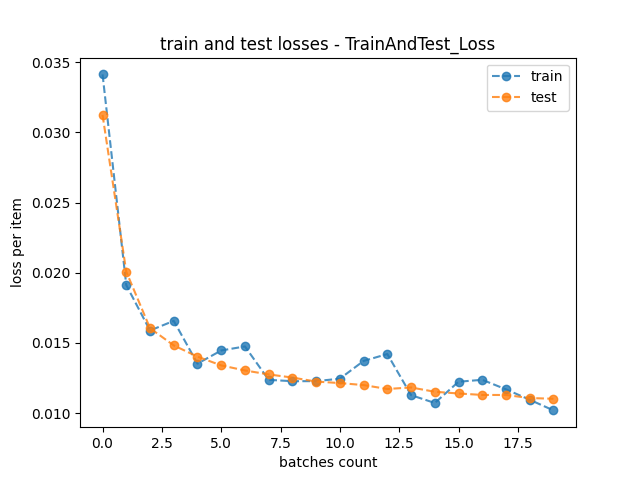 train and test losses - TrainAndTest_Loss
train
test
loss per item
0.035
0.030
0.025
0.020
0.015
0.010
0.0 2.5 5.0 7.5 10.0 12.5 15.0 17.5
batches count